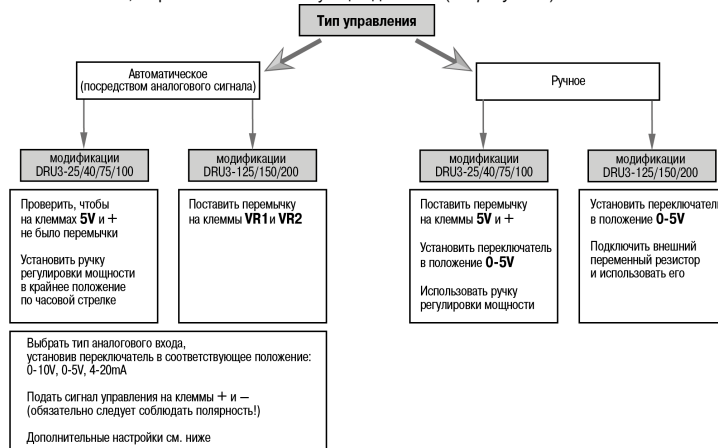 Тип управления
Автоматическое
(посредством аналогового сигнала)
Ручное
модификации
DRU3-25/40/75/100
модификации
DRU3-125/150/200
модификации
DRU3-25/40/75/100
модификации
DRU3-125/150/200
Проверить, чтобы
на клеммах 5V и +
не было перемычки
Установить ручку
регулировки мощности
в крайнее положение
по часовой стрелке
Поставить перемычку
на клеммы VR1 и VR2
Поставить перемычку
на клеммы 5V и +
Установить переключатель
в положение 0-5V
Использовать ручку
регулировки мощности
Установить переключатель
в положение 0-5V
Подключить внешний
переменный резистор
и использовать его
Выбрать тип аналогового входа,
установив переключатель в соответствующее положение:
0-10V, 0-5V, 4-20mA
Подать сигнал управления на клеммы + и —
(обязательно следует соблюдать полярность!)
Дополнительные настройки см. ниже